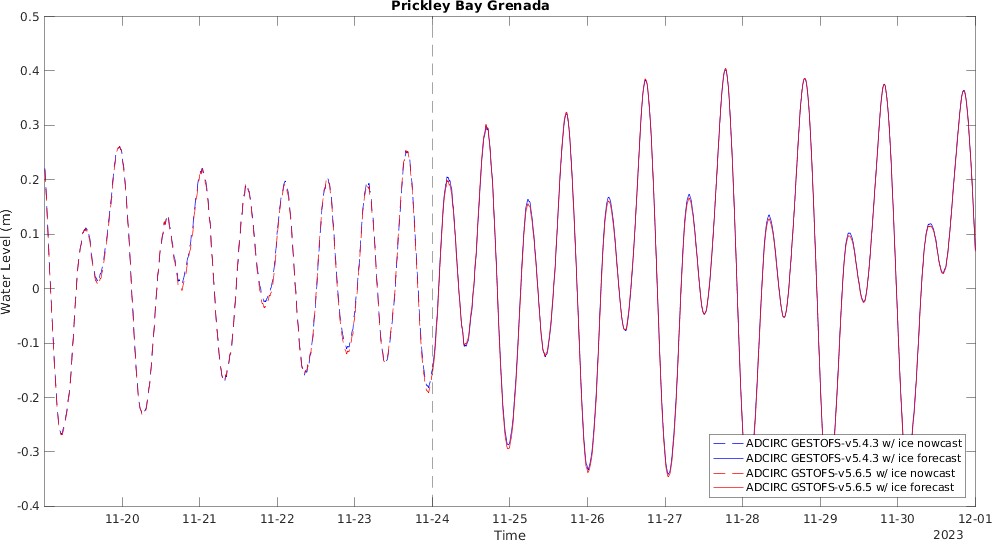 Prickley Bay Grenada
0.5
0.4
0.3
0.2
0.1
0
-0.1
-0.2
-0.3
-0.4
Water Level (m)
ADCIRC GESTOFS-v5.4.3 w/ ice nowcast
ADCIRC GESTOFS-v5.4.3 w/ ice forecast
ADCIRC GSTOFS-v5.6.5 w/ ice nowcast
ADCIRC GSTOFS-v5.6.5 w/ ice forecast
11-20 11-21 11-22 11-23 11-24 11-25 11-26 11-27 11-28 11-29 11-30 12-01
Time
2023